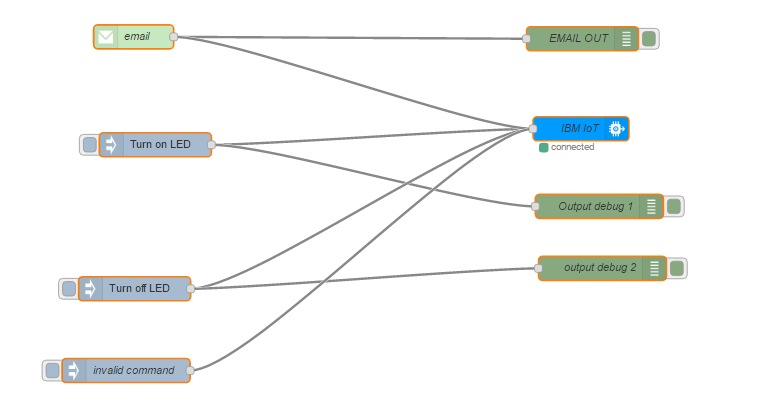 email
EMAIL OUT
IBM IoT
connected
Turn on LED
Output debug 1
output debug 2
Turn off LED
invalid command